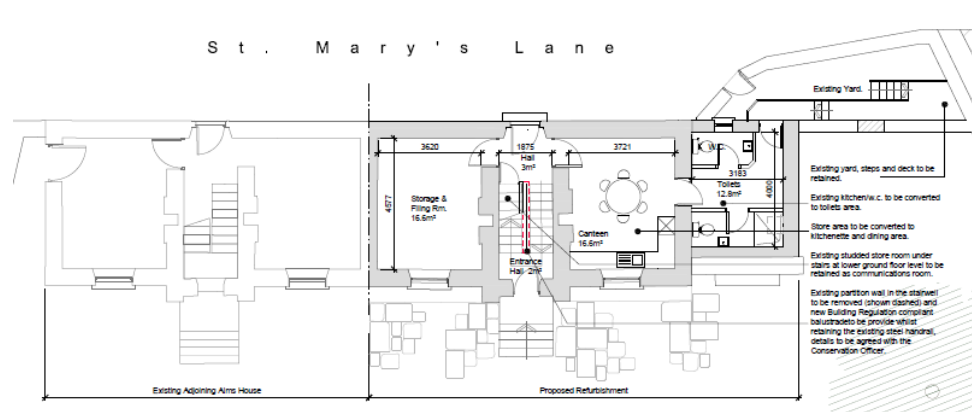 St. Mary's Lane
Existing Yard.
3620
1875
3721
Hall
3m²
W.C.
3183
Toilets
12.8m²
4000
4577
Storage &
Filing Rm.
16.6m²
Canteen
16.6m²
Entrance
Hall 2m²
Existing yard, steps and deck to be
retained.
Existing kitchen/w.c. to be converted
to toilets area.
Store area to be converted to
kitchenette and dining area.
Existing studded store room under
stairs at lower ground floor level to be
retained as communications room.
Existing partition wall in the stairwell
to be removed (shown dashed) and
new Building Regulation compliant
balustradeto be provide whilst
retaining the existing steel handrail,
details to be agreed with the
Conservation Officer.
Existing Adjoining Alms House
Proposed Refurbishment